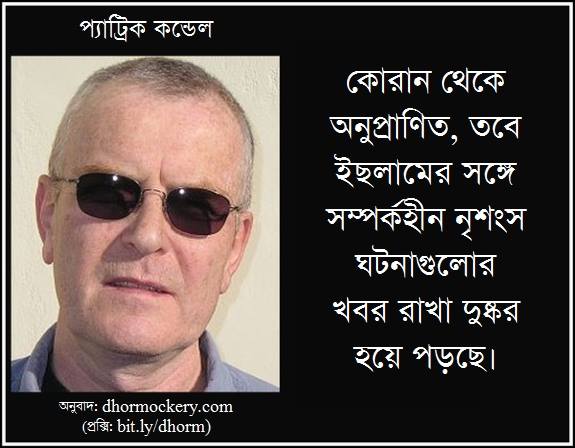 প্যাট্রিক কন্ডেল
কোরান থেকে
অনুপ্রাণিত, তবে
ইছলামের সঙ্গে
সম্পর্কহীন নৃশংস
ঘটনাগুলোর
খবর রাখা দুষ্কর
হয়ে পড়ছে।
অনুবাদ: dhormockery.com
(প্রক্সি: bit.ly/dhorm)